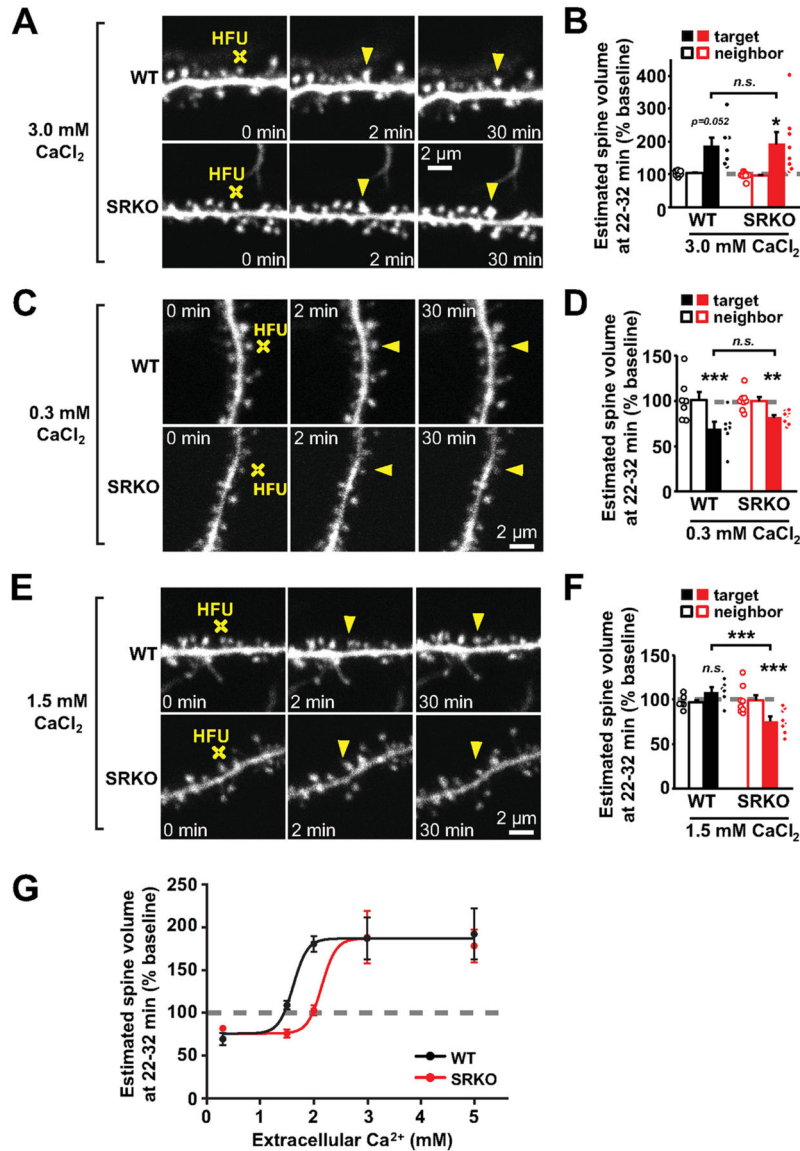 A
3.0 mM
CaCl2
WT
HFU
0 min
2 min
30 min
SRKO
HFU
0 min
2 min
2 µm
30 min
B
target
neighbor
Estimated spine volume
at 22-32 min (% baseline)
400
300
200
100
n.s.
p=0.052
*
WT
SRKO
3.0 mM CaCl2
C
0.3 mM
CaCl2
WT
0 min
HFU
2 min
30 min
SRKO
0 min
HFU
2 min
30 min
2 µm
D
target
neighbor
Estimated spine volume
at 22-32 min (% baseline)
150
100
50
n.s.
***
**
WT
SRKO
0.3 mM CaCl2
E
1.5 mM
CaCl2
WT
HFU
0 min
2 min
30 min
SRKO
HFU
0 min
2 min
30 min
2 µm
F
target
neighbor
Estimated spine volume
at 22-32 min (% baseline)
150
100
50
***
n.s.
***
WT
SRKO
1.5 mM CaCl2
G
Estimated spine volume
at 22-32 min (% baseline)
250
200
150
100
50
0
0
1
2
3
4
5
WT
SRKO
Extracellular Ca2+ (mM)